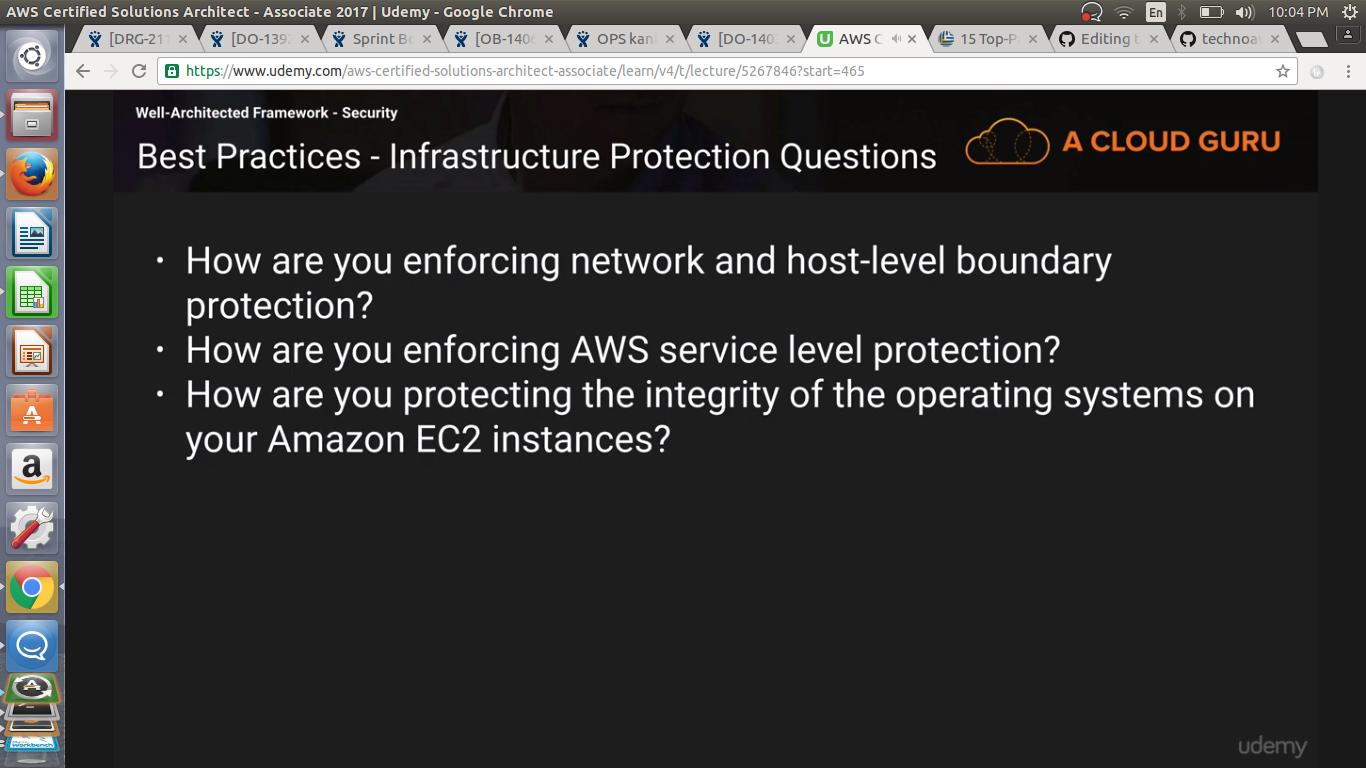 AWS Certified Solutions Architect - Associate 2017 | Udemy - Google Chrome
En
10:04 PM
[DRG-211
[DO-139
Sprint Bo
[OB-1406
OPS kan
[DO-140
AWS C
15 Top-P
Editing t
technoa
https://www.udemy.com/aws-certified-solutions-architect-associate/learn/v4/t/lecture/5267846?start=465
Well-Architected Framework - Security
Best Practices - Infrastructure Protection Questions
A CLOUD GURU
• How are you enforcing network and host-level boundary
protection?
• How are you enforcing AWS service level protection?
• How are you protecting the integrity of the operating systems on
your Amazon EC2 instances?
workbench
udemy